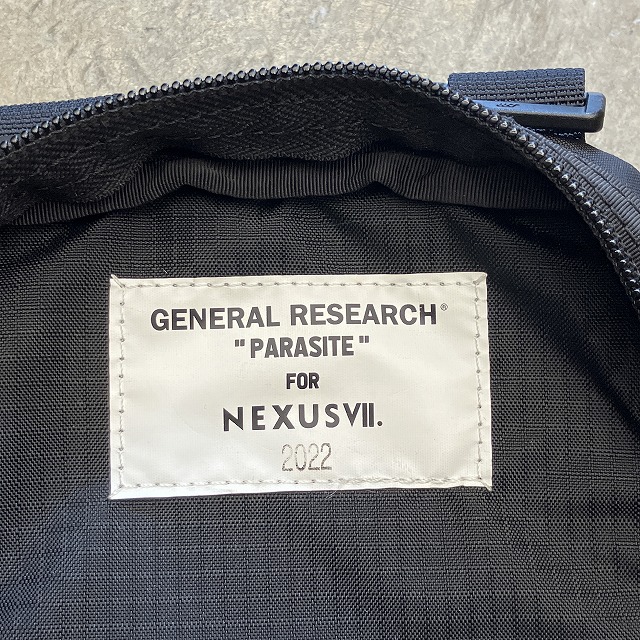 GENERAL RESEARCH®
"PARASITE"
FOR
NEXUSVII.
2022